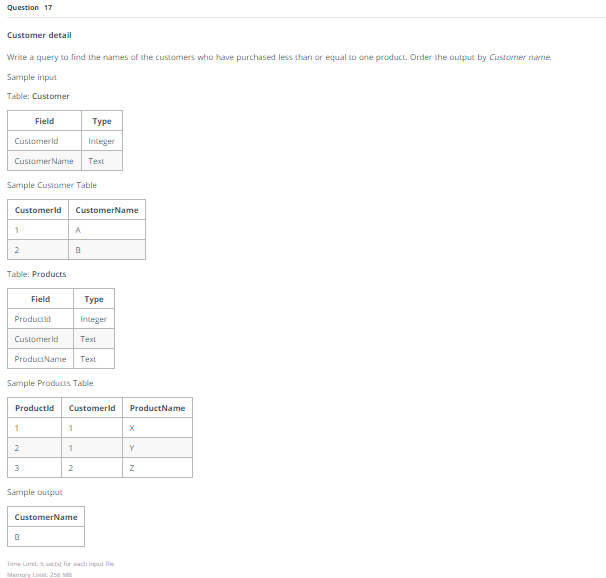 Question 17
Customer detail
Write a query to find the names of the customers who have purchased less than or equal to one product. Order the output by Customer name.
Sample input
Table: Customer
Field Type
CustomerId Integer
CustomerName Text
Sample Customer Table
CustomerId CustomerName
1 A
2 B
Table: Products
Field Type
ProductId Integer
CustomerId Text
ProductName Text
Sample Products Table
ProductId CustomerId ProductName
1 1 X
2 1 Y
3 2 Z
Sample output
CustomerName
B
Time Limit: 5 sec(s) for each input file
Memory Limit: 256 MB